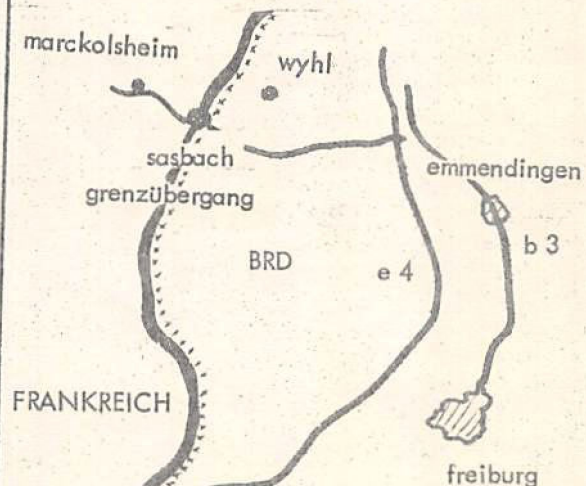 marckolsheim
wyhl
sasbach
grenzübergang
emmendingen
b 3
BRD
e 4
FRANKREICH
freiburg